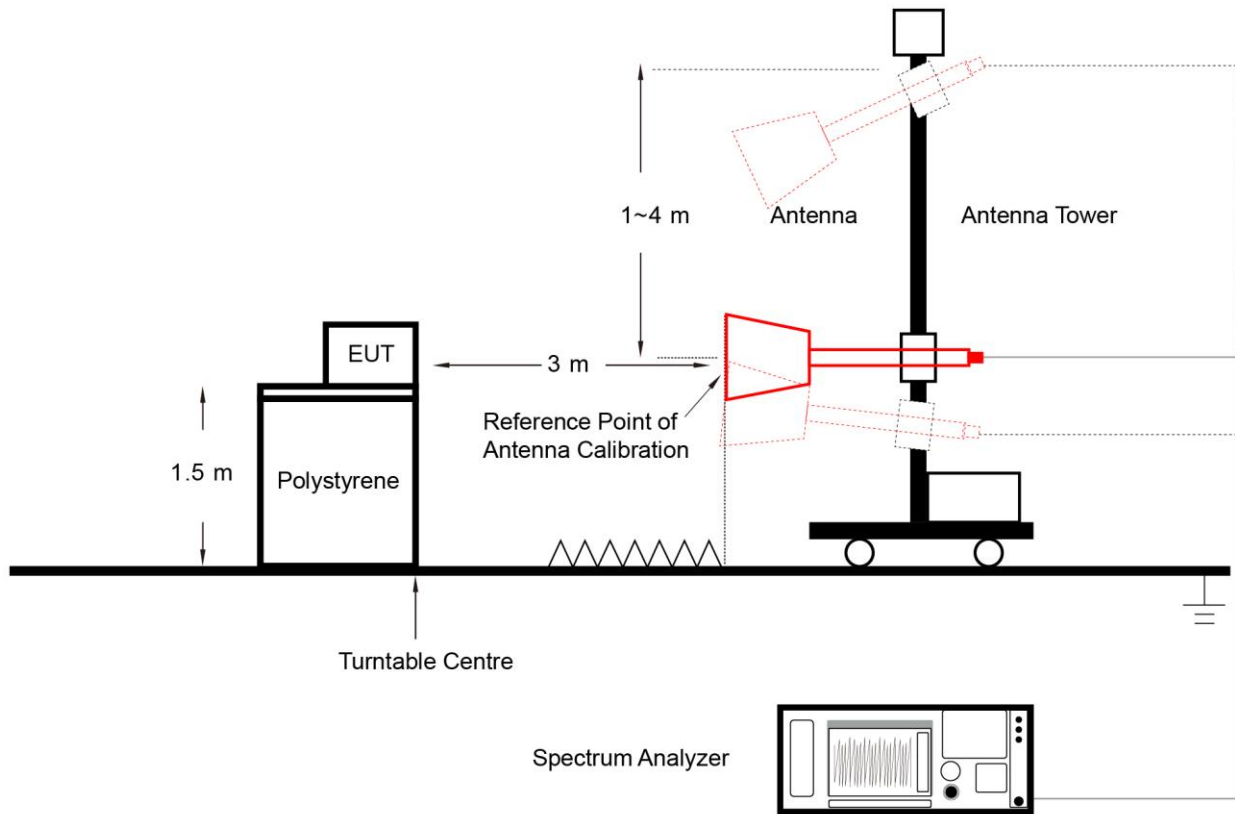 1~4 m
Antenna
Antenna Tower
EUT
3 m
Reference Point of
Antenna Calibration
1.5 m
Polystyrene
Turntable Centre
Spectrum Analyzer